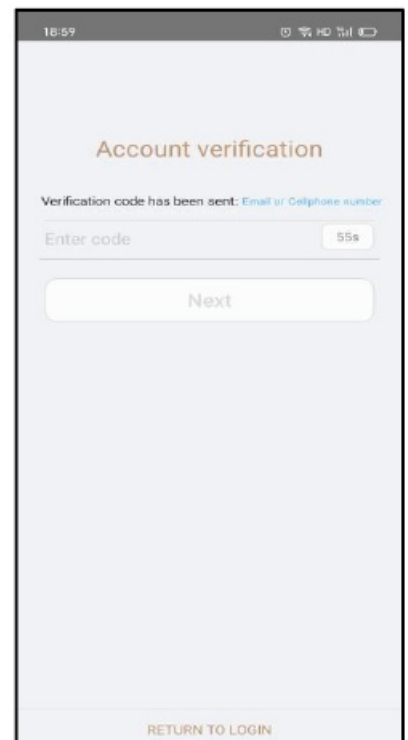 18:59 HD
Account verification
Verification code has been sent: Email or Cellphone number
Enter code 55s
Next
RETURN TO LOGIN